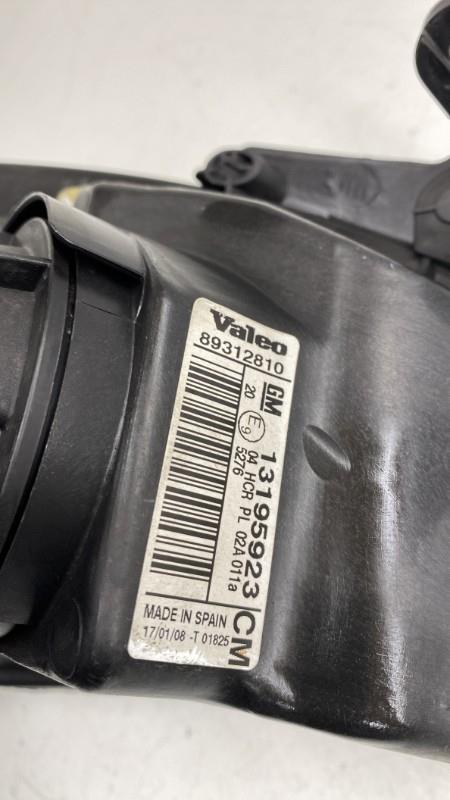 Valeo
89312810
GM 13195923 CM
20 E9 04 HCR PL 02A 011a
5276
MADE IN SPAIN
17/01/08 -T 01825